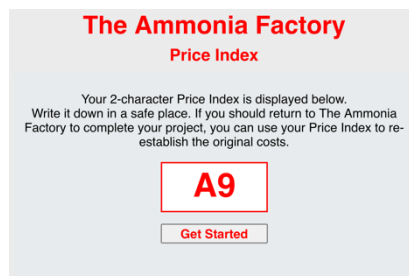 The Ammonia Factory
Price Index
Your 2-character Price Index is displayed below.
Write it down in a safe place. If you should return to The Ammonia
Factory to complete your project, you can use your Price Index to re-
establish the original costs.
A9
Get Started